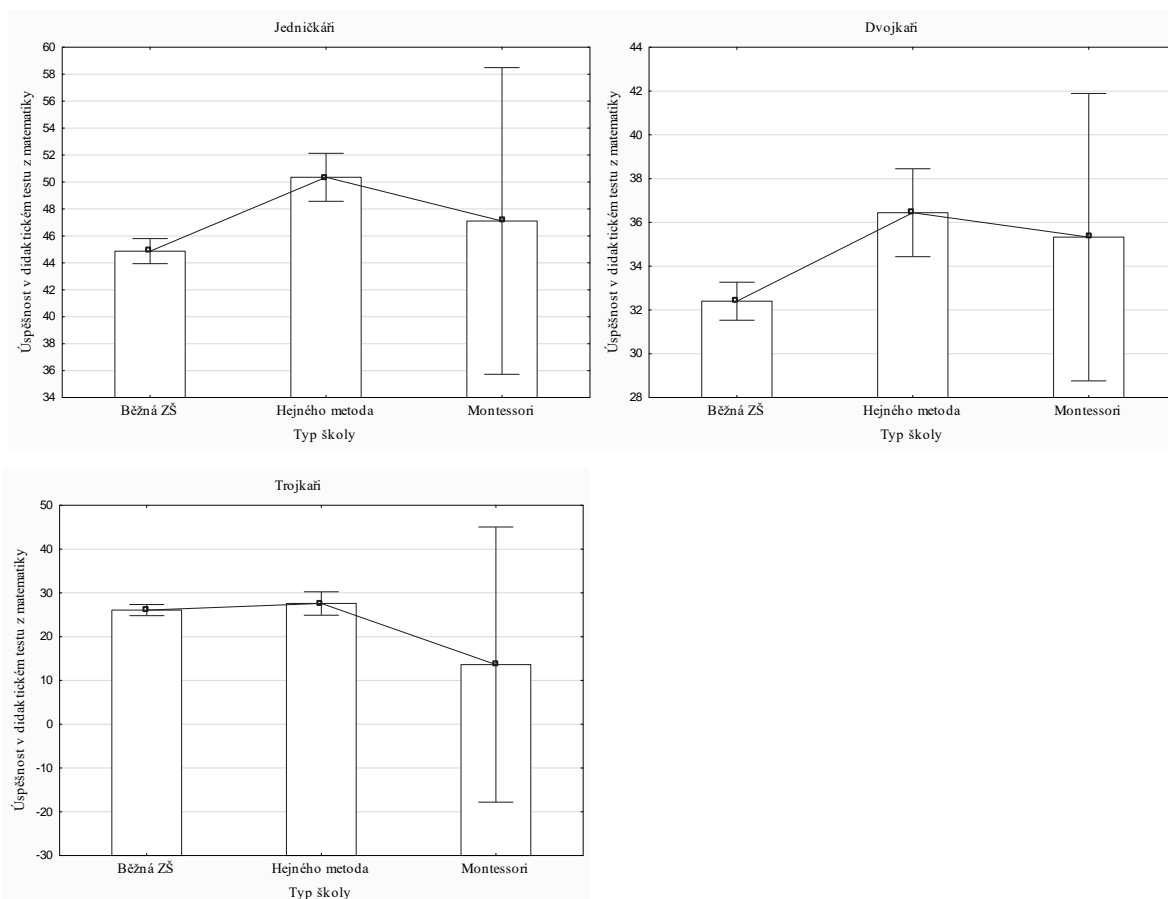 Jedničkáři
Úspěšnost v didaktickém testu z matematiky
60
58
56
54
52
50
48
46
44
42
40
38
36
34
Běžná ZŠ Hejného metoda Montessori
Typ školy
Dvojkaři
Úspěšnost v didaktickém testu z matematiky
44
42
40
38
36
34
32
30
28
Běžná ZŠ Hejného metoda Montessori
Typ školy
Trojkaři
Úspěšnost v didaktickém testu z matematiky
50
40
30
20
10
0
-10
-20
-30
Běžná ZŠ Hejného metoda Montessori
Typ školy